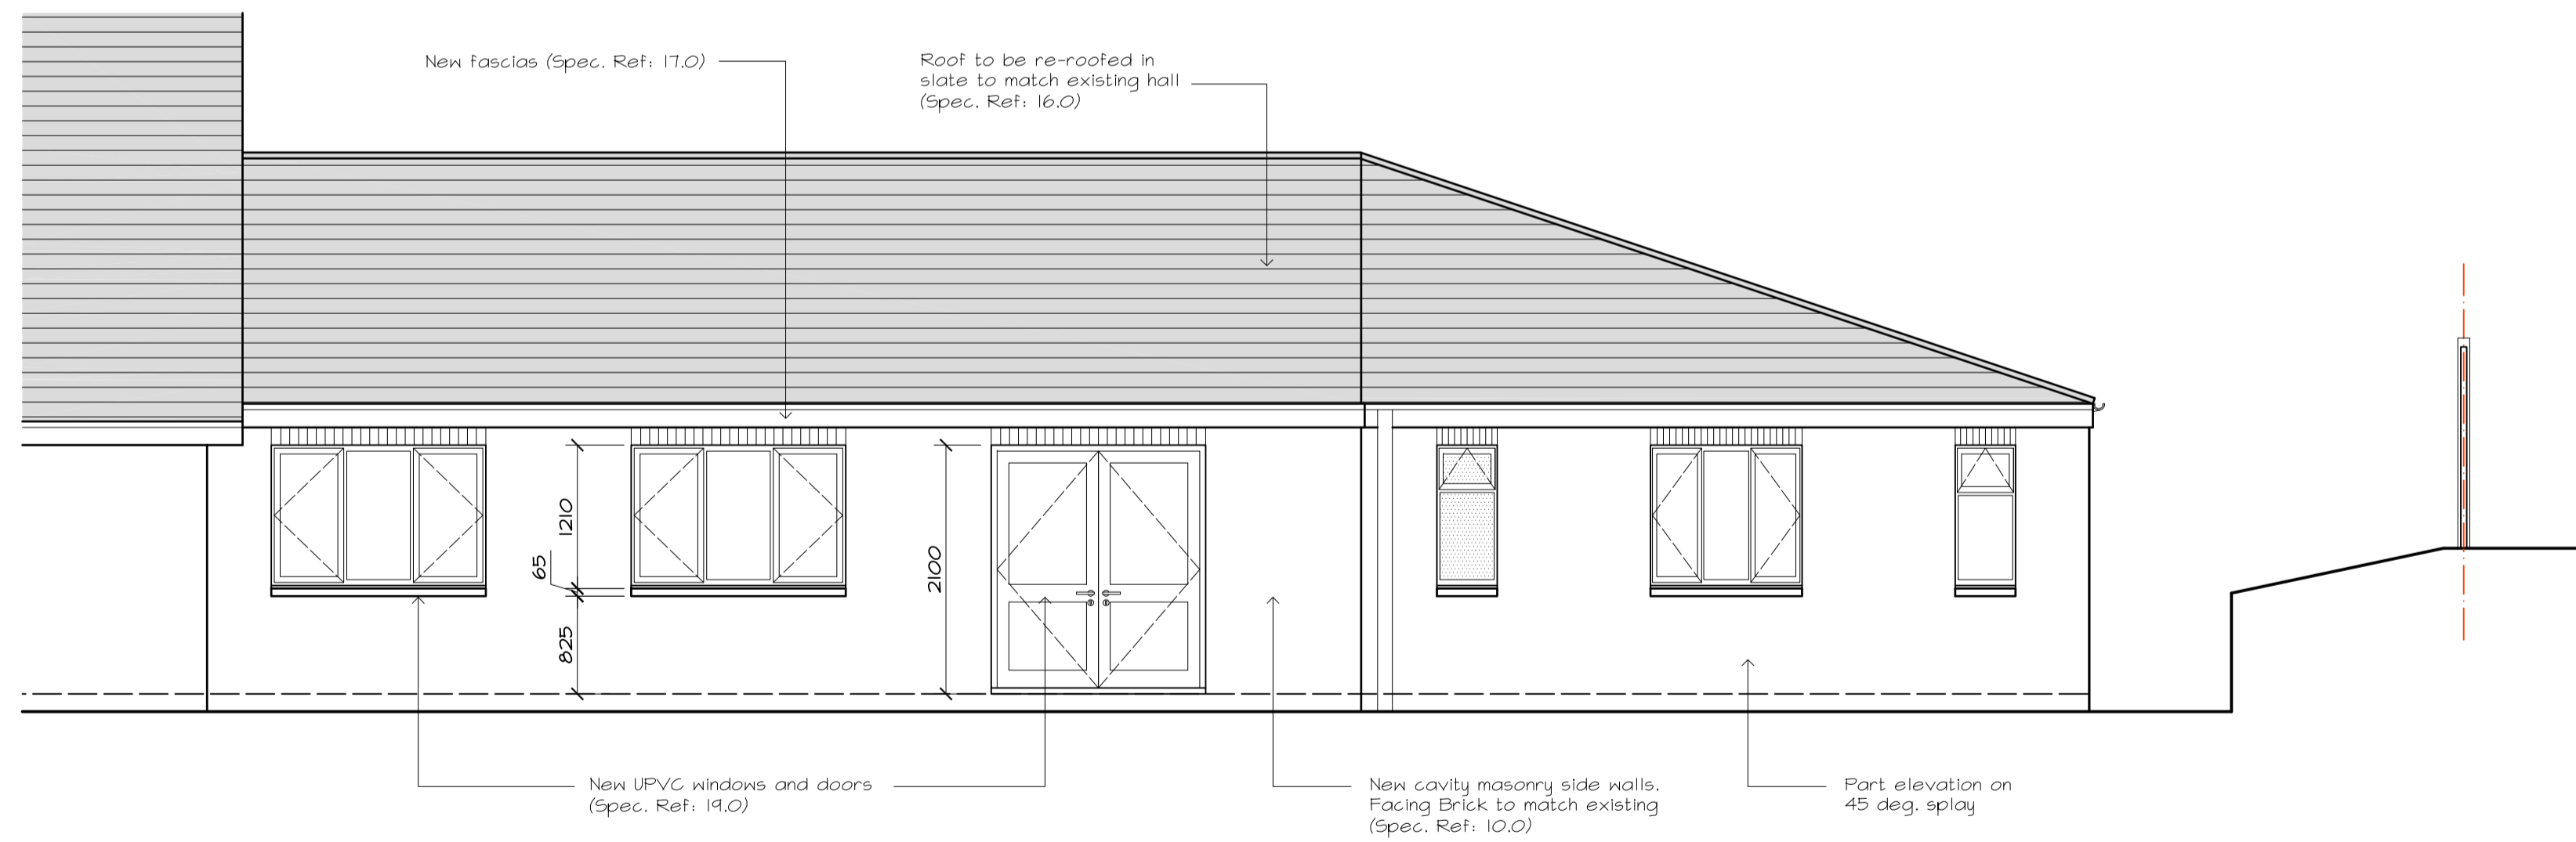 New fascias (Spec. Ref: 17.0)
Roof to be re-roofed in
slate to match existing hall
(Spec. Ref: 16.0)
1210
65
825
2100
New UPVC windows and doors
(Spec. Ref: 19.0)
New cavity masonry side walls.
Facing Brick to match existing
(Spec. Ref: 10.0)
Part elevation on
45 deg. splay